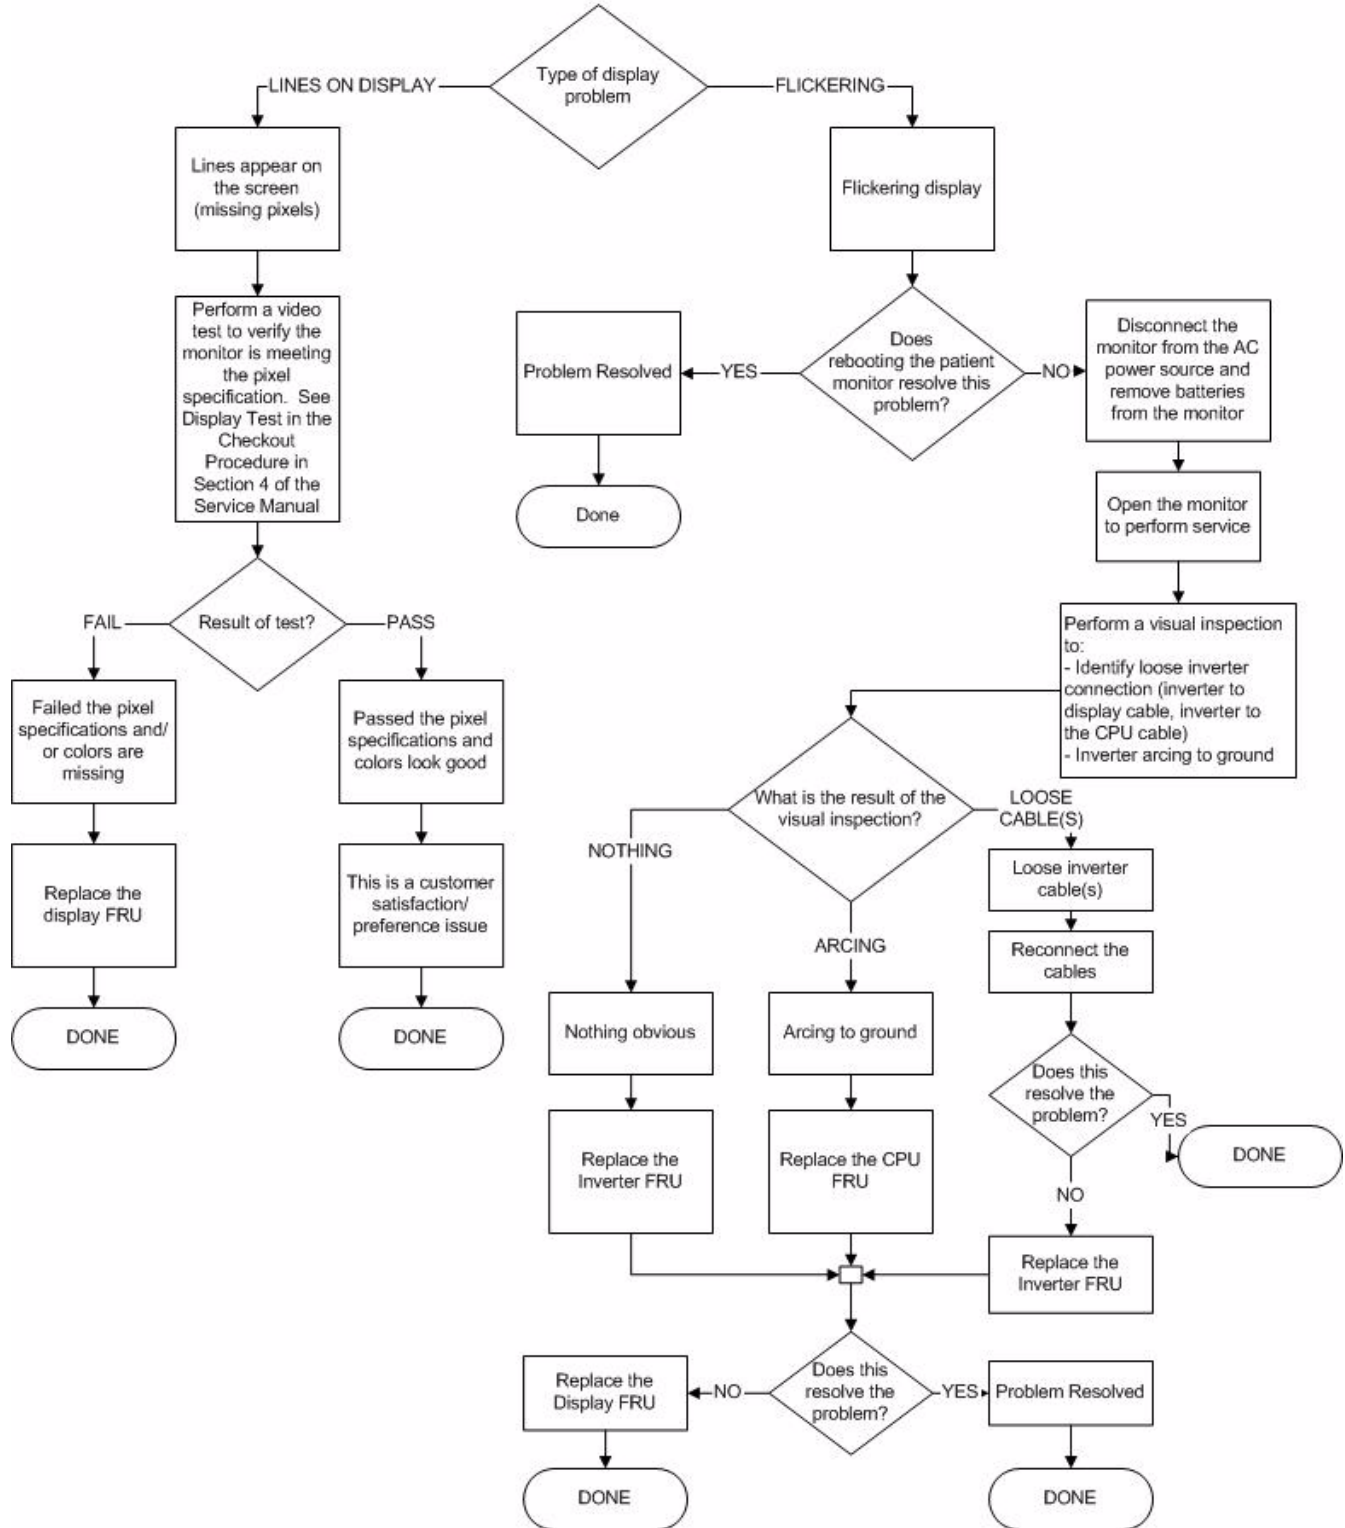 Type of display
problem
LINES ON DISPLAY
FLICKERING
Lines appear on
the screen
(missing pixels)
Flickering display
Perform a video
test to verify the
monitor is meeting
the pixel
specification. See
Display Test in the
Checkout
Procedure in
Section 4 of the
Service Manual
Problem Resolved
YES
Does
rebooting the patient
monitor resolve this
problem?
NO
Disconnect the
monitor from the AC
power source and
remove batteries
from the monitor
Done
Open the monitor
to perform service
FAIL
Result of test?
PASS
Perform a visual inspection
to:
- Identify loose inverter
connection (inverter to
display cable, inverter to
the CPU cable)
- Inverter arcing to ground
Failed the pixel
specifications and/
or colors are
missing
Passed the pixel
specifications and
colors look good
What is the result of the
visual inspection?
LOOSE
CABLE(S)
NOTHING
Loose inverter
cable(s)
Replace the
display FRU
This is a customer
satisfaction/
preference issue
ARCING
Reconnect the
cables
DONE
DONE
Nothing obvious
Arcing to ground
Does this
resolve the
problem?
YES
DONE
Replace the
Inverter FRU
Replace the CPU
FRU
NO
Replace the
Inverter FRU
Replace the
Display FRU
NO
Does this
resolve the
problem?
YES
Problem Resolved
DONE
DONE